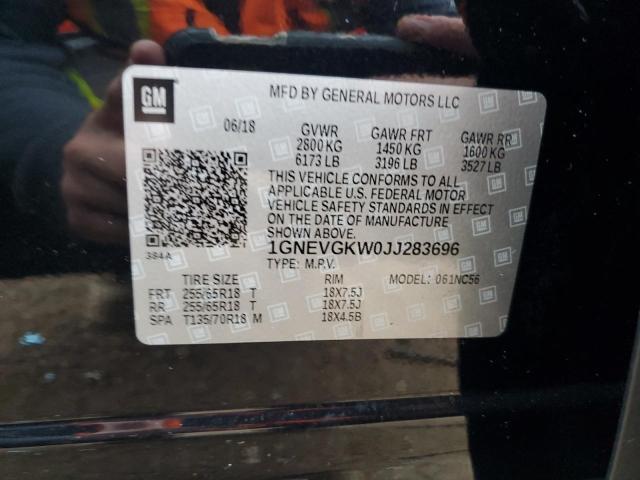 GM
MFD BY GENERAL MOTORS LLC
06/18 GVWR GAWR FRT GAWR RR
2800 KG 1450 KG 1600 KG
6173 LB 3196 LB 3527 LB
THIS VEHICLE CONFORMS TO ALL
APPLICABLE U.S. FEDERAL MOTOR
VEHICLE SAFETY STANDARDS IN EFFECT
ON THE DATE OF MANUFACTURE
SHOWN ABOVE.
384A
1GNEVGKW0JJ283696
TYPE: M.P.V.
TIRE SIZE RIM MODEL: 061NC56
FRT 255/65R18 T 18X7.5J
RR 255/65R18 T 18X7.5J
SPA T135/70R18 M 18X4.5B